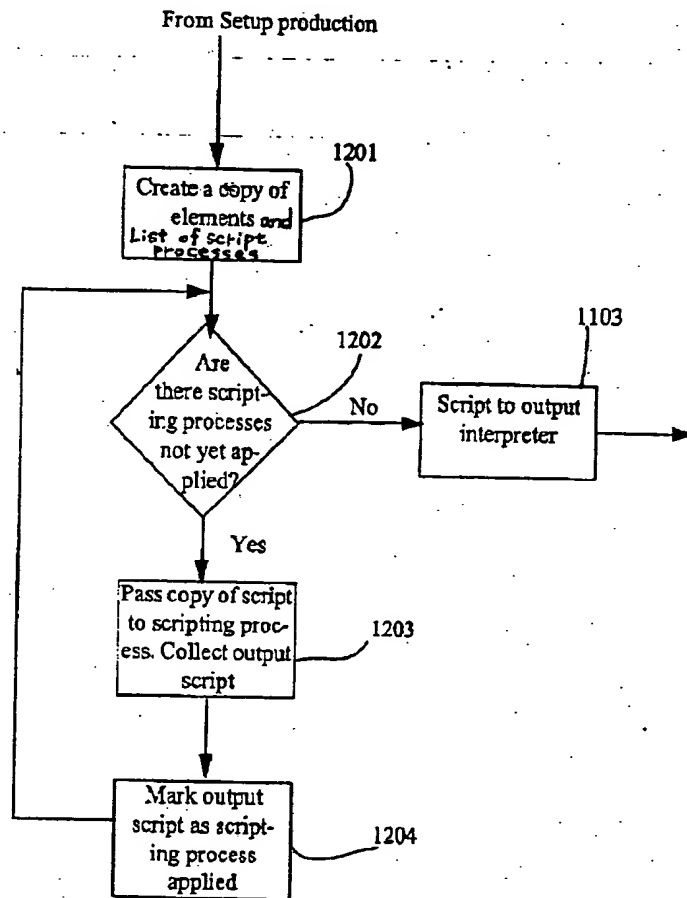 From Setup production
1201
Create a copy of
elements and
List of script
processes
1202
Are
there script-
ing processes
not yet ap-
plied?
No
1103
Script to output
interpreter
Yes
Pass copy of script
to scripting proc-
ess. Collect output
script
1203
Mark output
script as script-
ing process
applied
1204